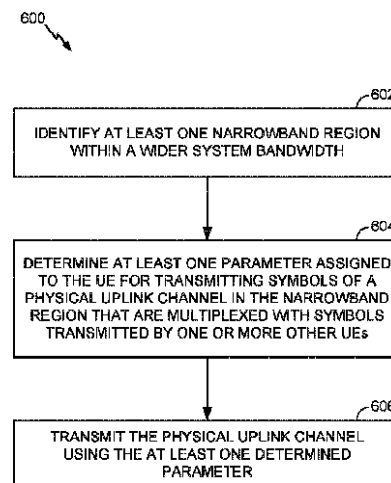 600
602
IDENTIFY AT LEAST ONE NARROWBAND REGION
WITHIN A WIDER SYSTEM BANDWIDTH
604
DETERMINE AT LEAST ONE PARAMETER ASSIGNED
TO THE UE FOR TRANSMITTING SYMBOLS OF A
PHYSICAL UPLINK CHANNEL IN THE NARROWBAND
REGION THAT ARE MULTIPLEXED WITH SYMBOLS
TRANSMITTED BY ONE OR MORE OTHER UEs
606
TRANSMIT THE PHYSICAL UPLINK CHANNEL
USING THE AT LEAST ONE DETERMINED
PARAMETER